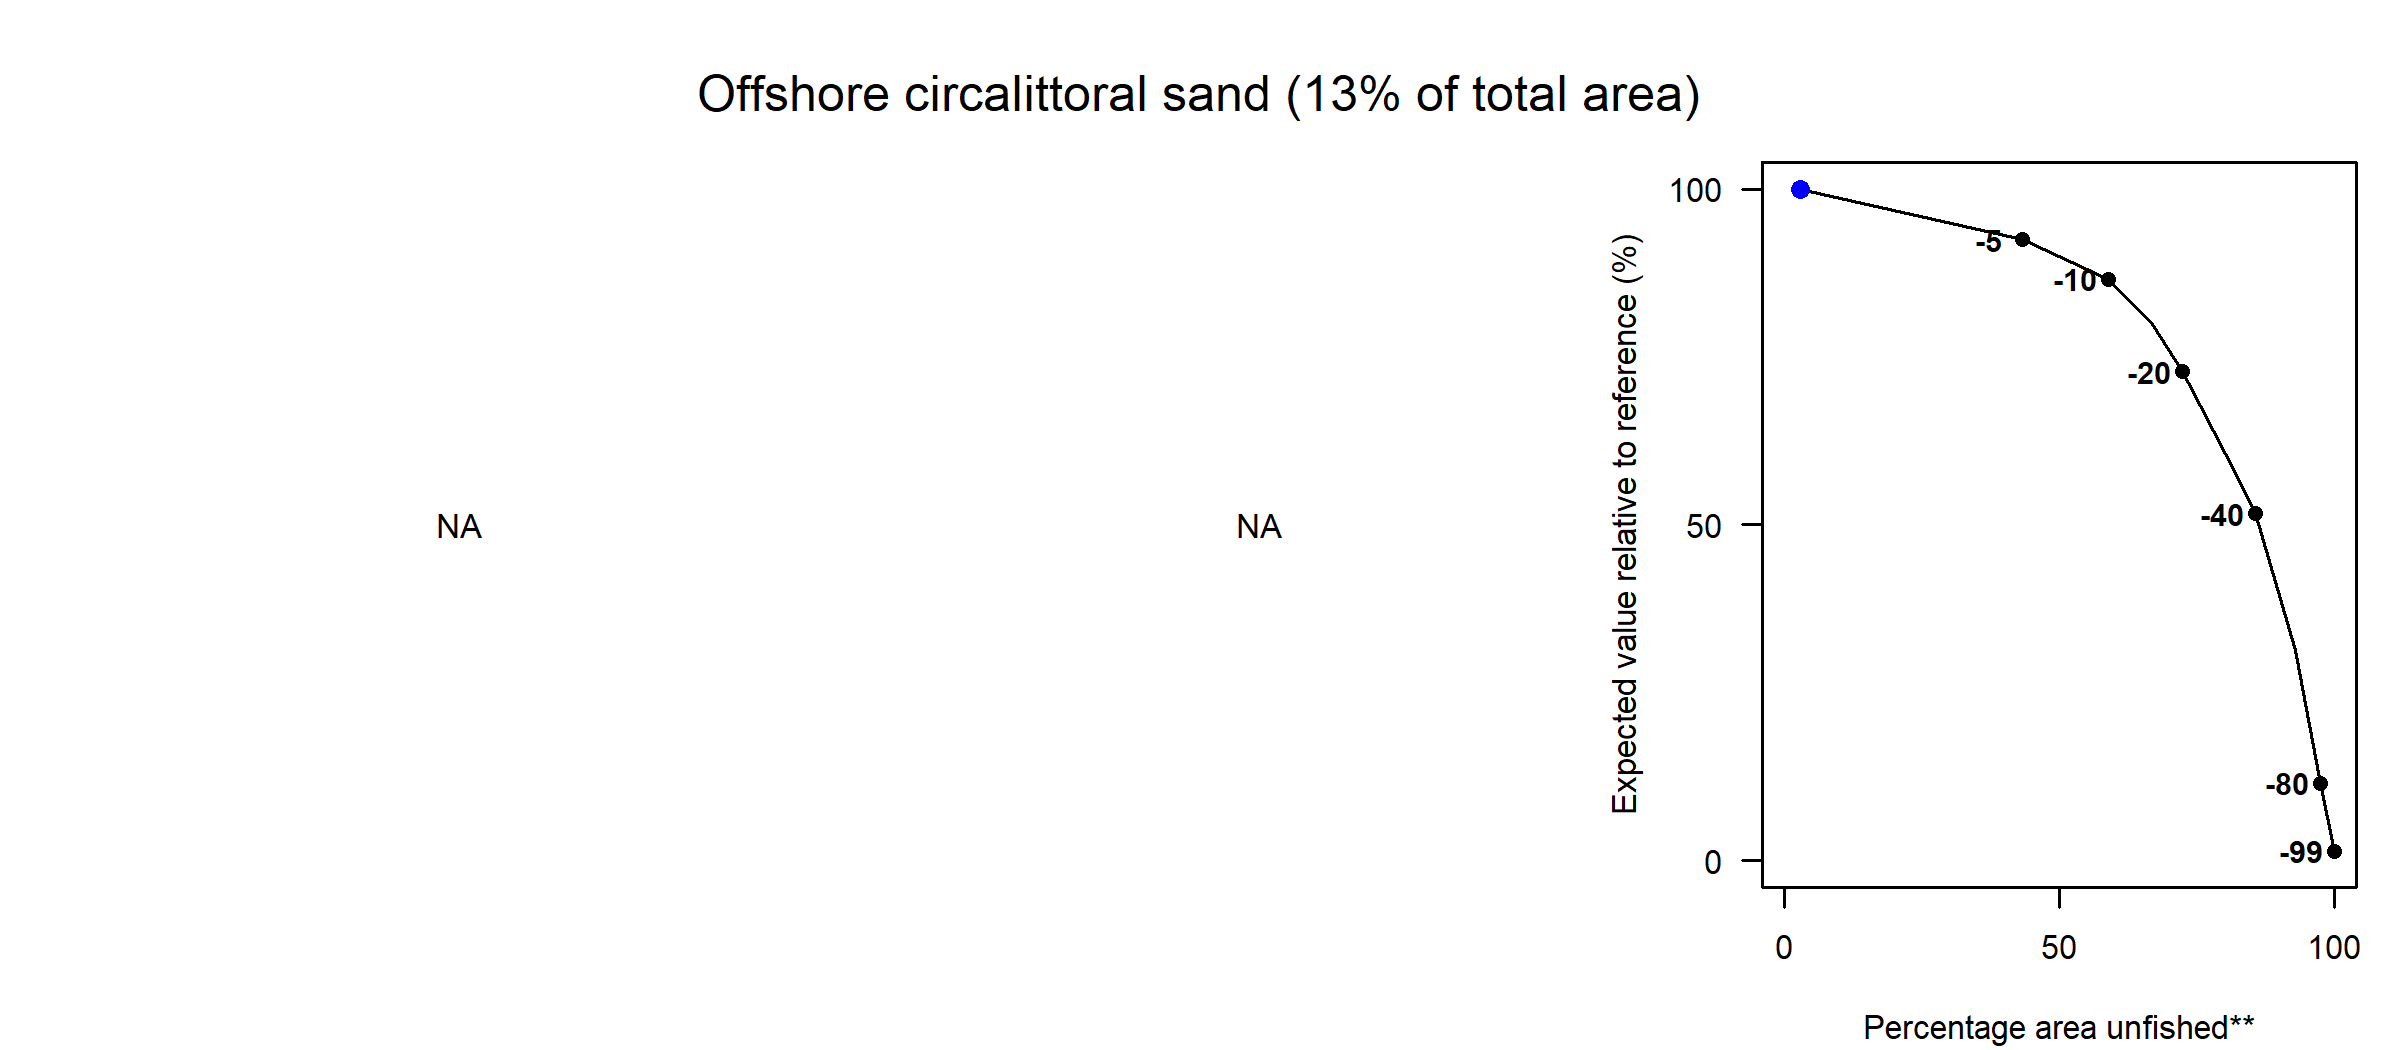 Offshore circalittoral sand (13% of total area)
NA
NA
Expected value relative to reference (%)
100
50
0
-5
-10
-20
-40
-80
-99
0 50 100
Percentage area unfished**